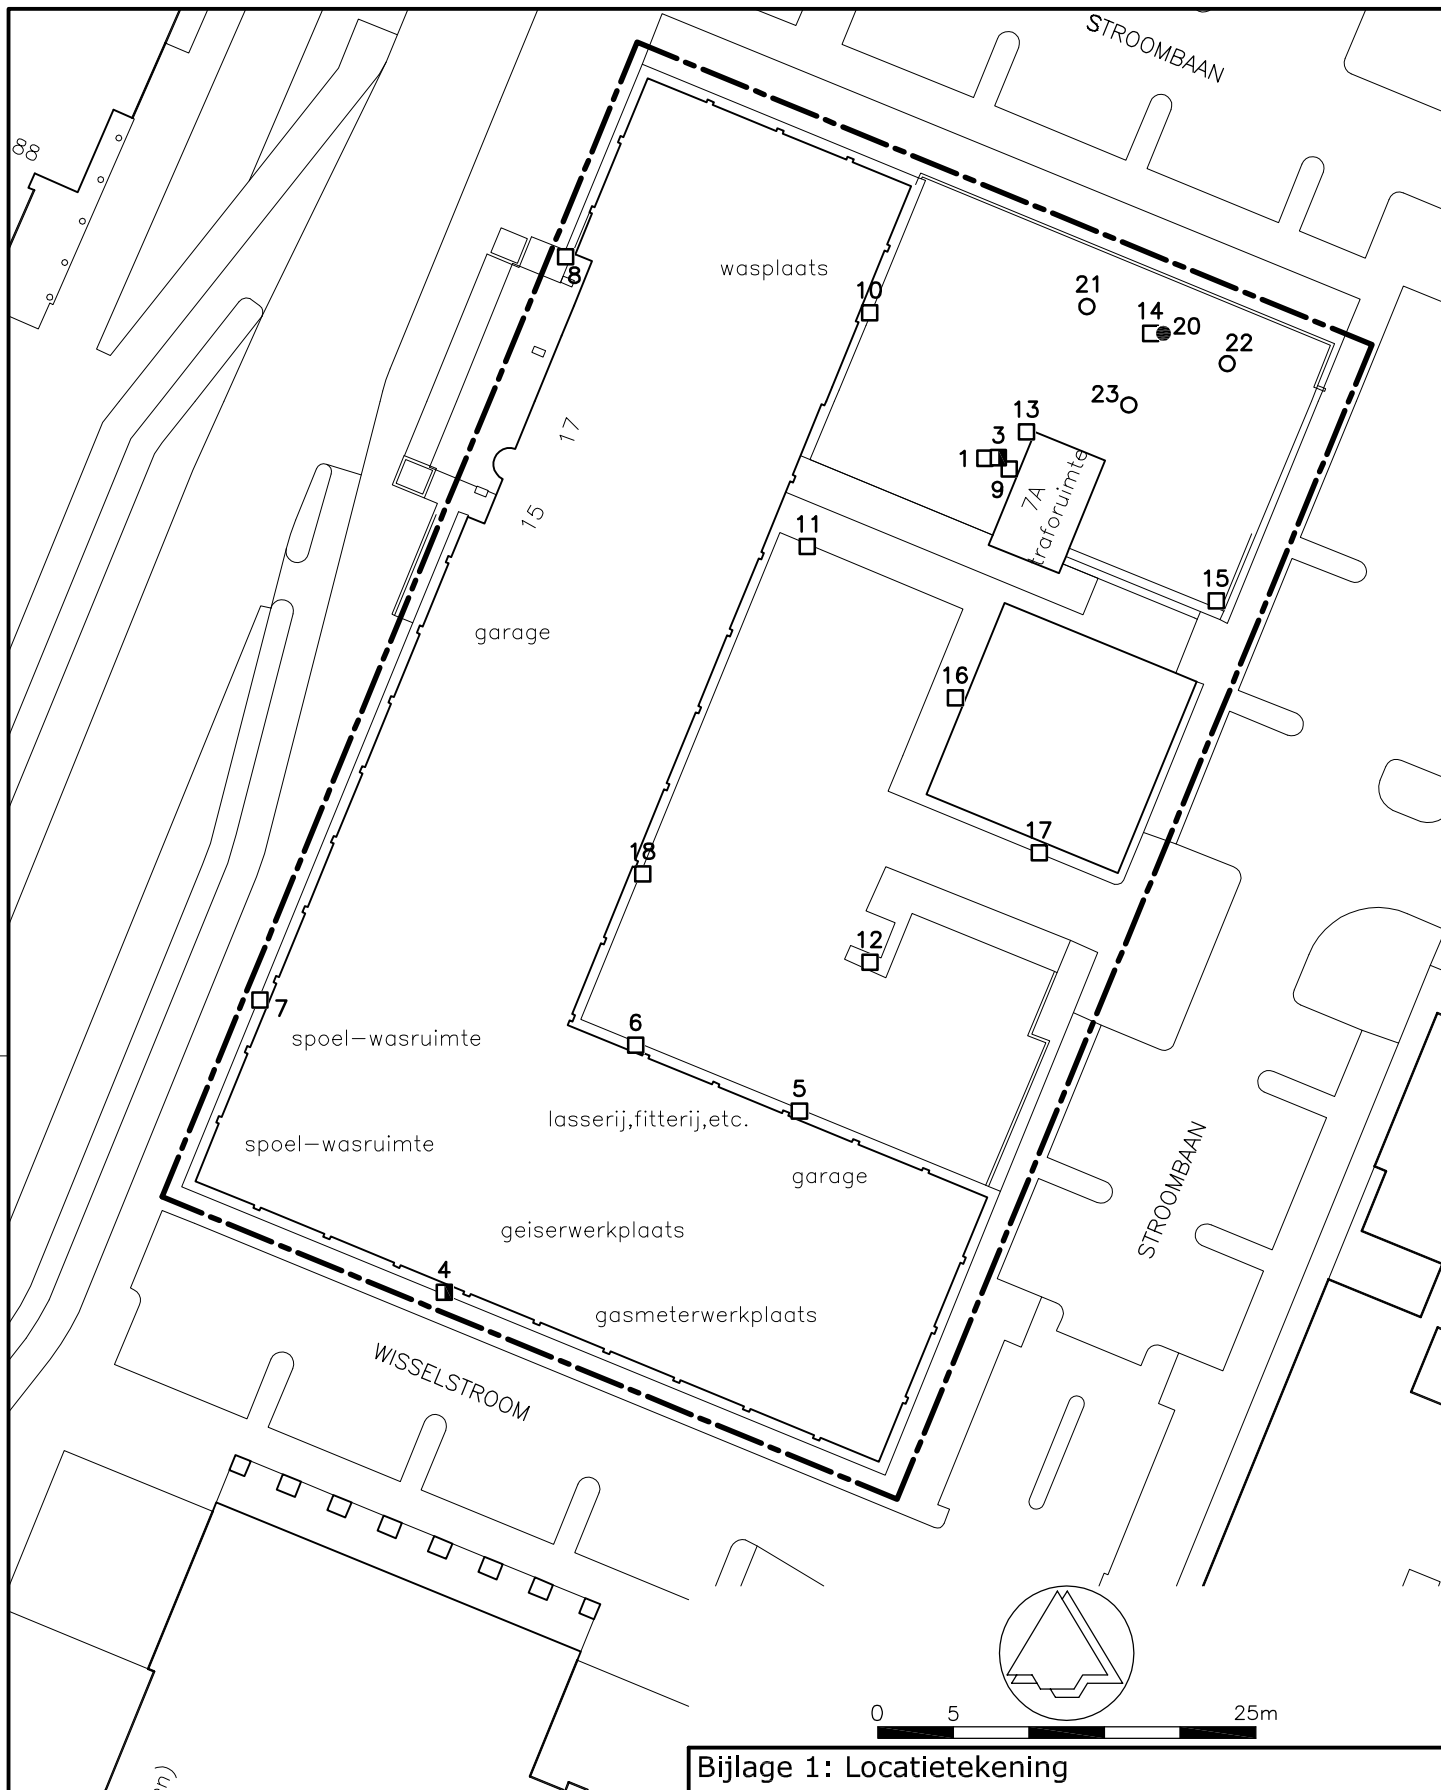 STROOMBAAN
88
wasplaats
8
10
21
14
20
22
23
13
3
1
9
7A
traforuimte
17
15
11
15
garage
16
17
18
12
7
spoel-wasruimte
6
5
lasserij,fitterij,etc.
spoel-wasruimte
garage
STROOMBAAN
geiserwerkplaats
4
gasmeterwerkplaats
WISSELSTROOM
0 5 25m
Bijlage 1: Locatietekening